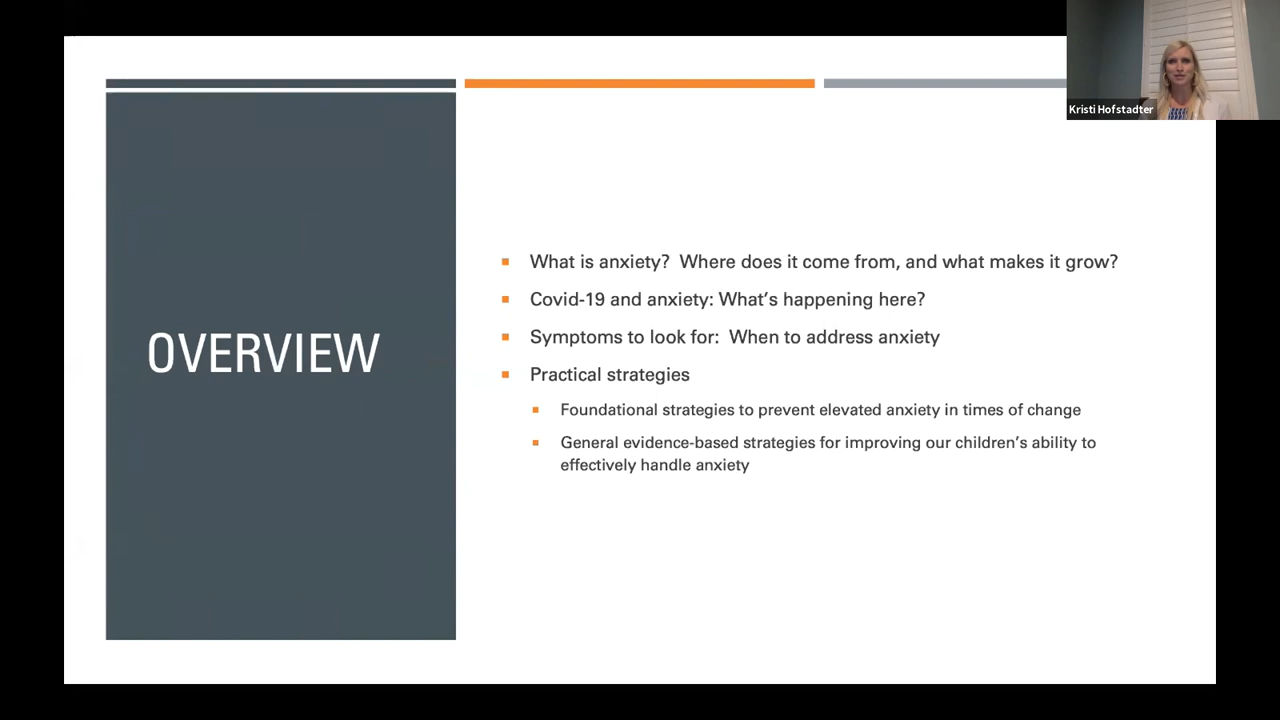 Kristi Hofstadter
OVERVIEW
What is anxiety?  Where does it come from, and what makes it grow?
Covid-19 and anxiety: What's happening here?
Symptoms to look for:  When to address anxiety
Practical strategies
Foundational strategies to prevent elevated anxiety in times of change
General evidence-based strategies for improving our children's ability to
effectively handle anxiety